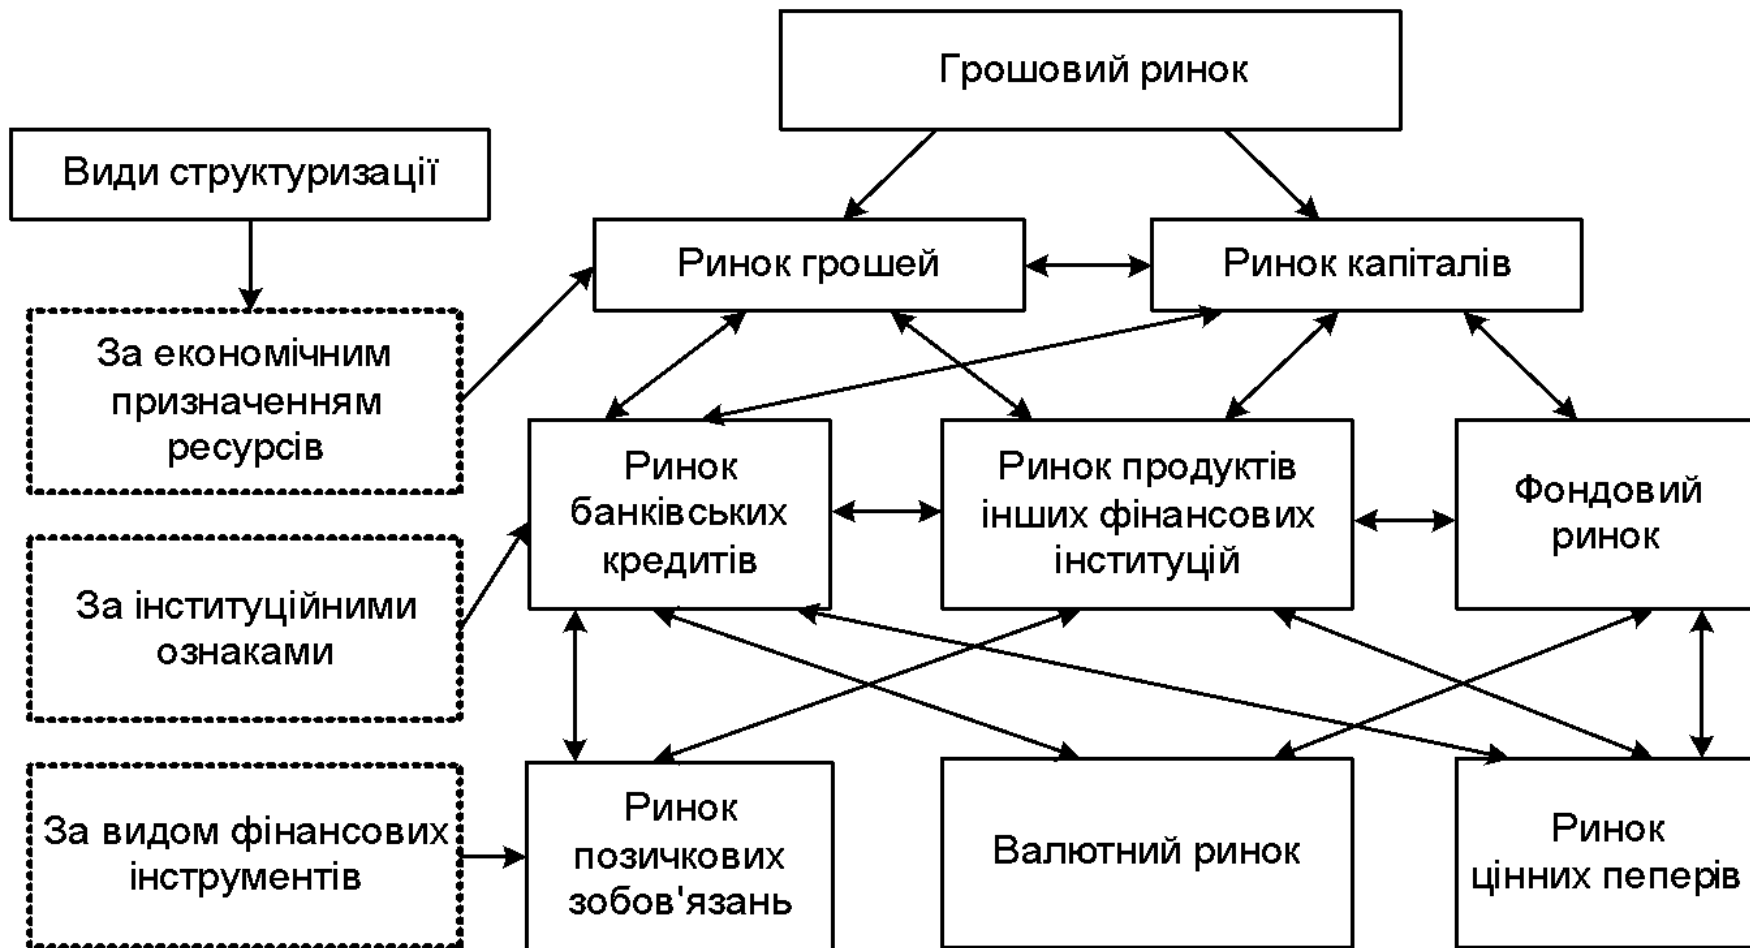 Грошовий ринок
Види структуризації
Ринок грошей
Ринок капіталів
За економічним
призначенням
ресурсів
Ринок
банківських
кредитів
Ринок продуктів
інших фінансових
інституцій
Фондовий
ринок
За інституційними
ознаками
За видом фінансових
інструментів
Ринок
позичкових
зобов'язань
Валютний ринок
Ринок
цінних пеперів